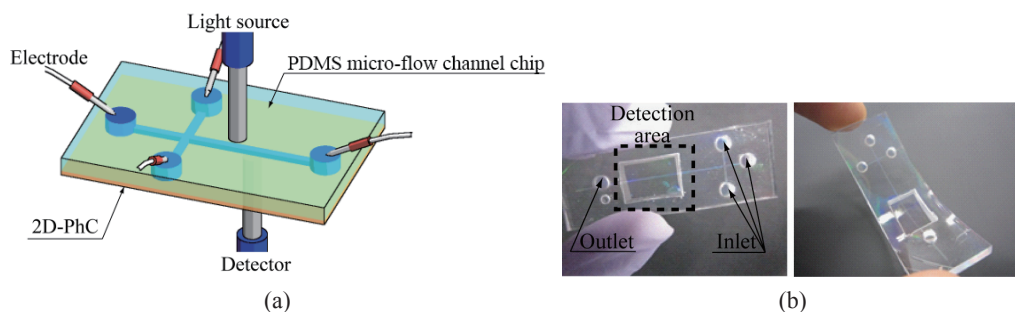 Light source
Electrode
PDMS micro-flow channel chip
2D-PhC
Detector
(a)
Detection
area
Outlet
Inlet
(b)